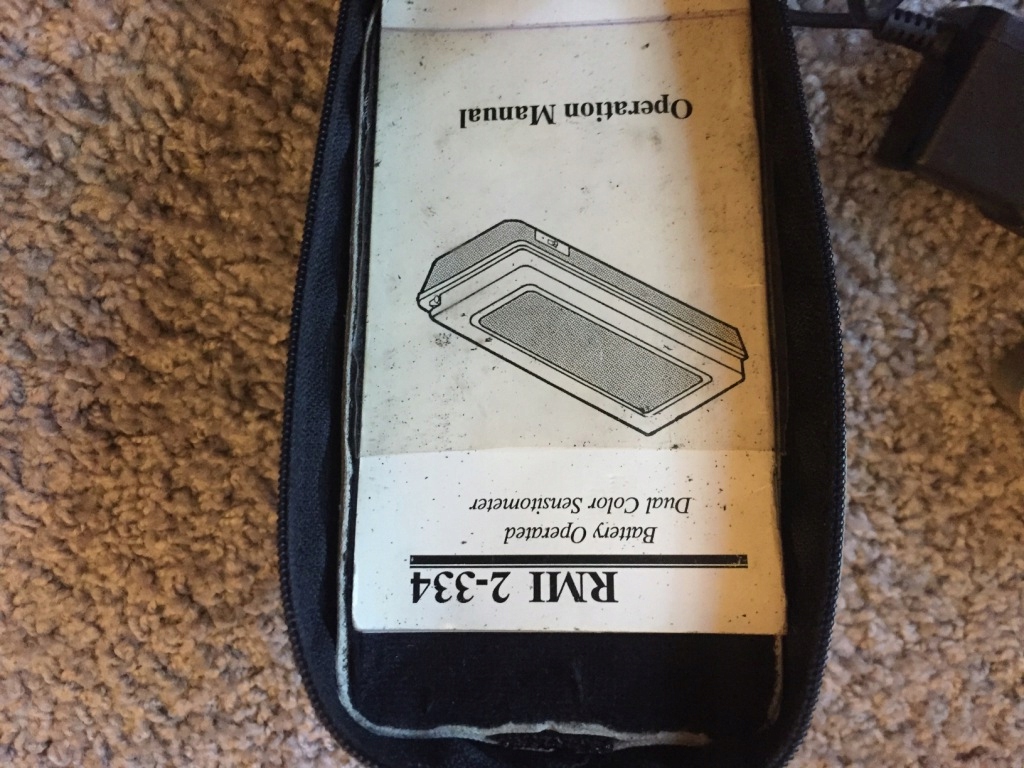 RMI 2-334
Battery Operated
Dual Color Sensitometer
Operation Manual